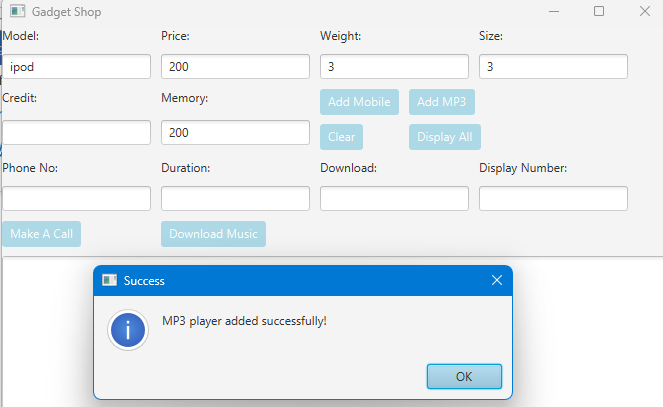 Gadget Shop
Model: Price: Weight: Size:
ipod 200 3 3
Credit: Memory: Add Mobile Add MP3
200 Clear Display All
Phone No: Duration: Download: Display Number:
Make A Call Download Music
Success
MP3 player added successfully!
OK